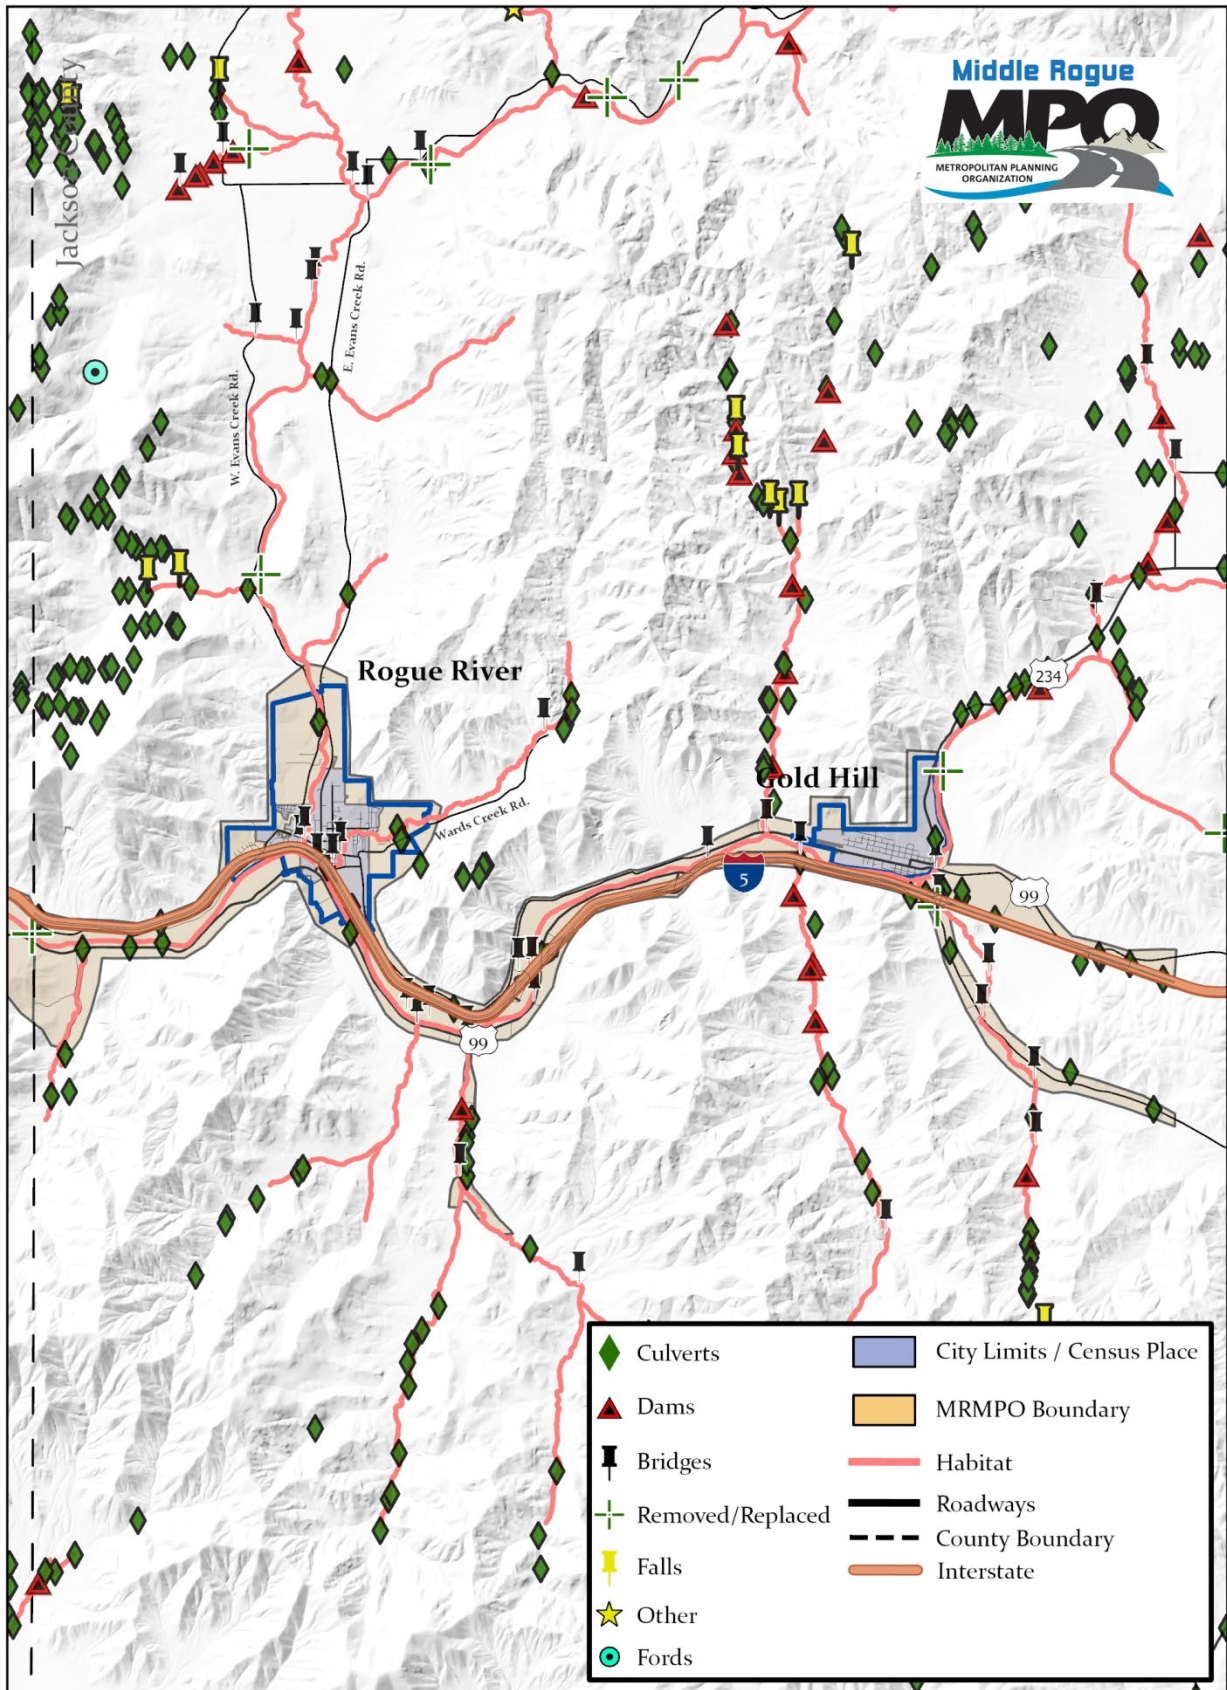 Jackson County
Middle Rogue
MPO
METROPOLITAN PLANNING
ORGANIZATION
E. Evans Creek Rd.
W. Evans Creek Rd.
Rogue River
234
Gold Hill
Wards Creek Rd.
5
99
99
Culverts
Dams
Bridges
Removed/Replaced
Falls
Other
Fords
City Limits / Census Place
MRMPO Boundary
Habitat
Roadways
County Boundary
Interstate